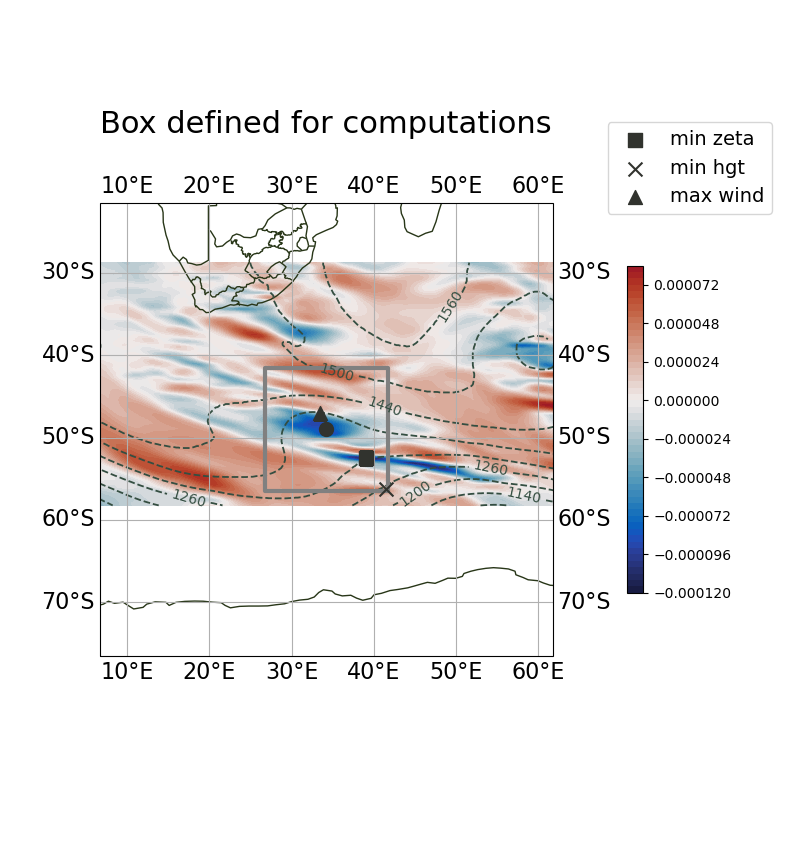 Box defined for computations
min zeta
min hgt
max wind
10°E 20°E 30°E 40°E 50°E 60°E
30°S 30°S
40°S 40°S
50°S 50°S
60°S 60°S
70°S 70°S
10°E 20°E 30°E 40°E 50°E 60°E
1560
1500
1440
1260
1260
1200
1140
0.000072
0.000048
0.000024
0.000000
−0.000024
−0.000048
−0.000072
−0.000096
−0.000120